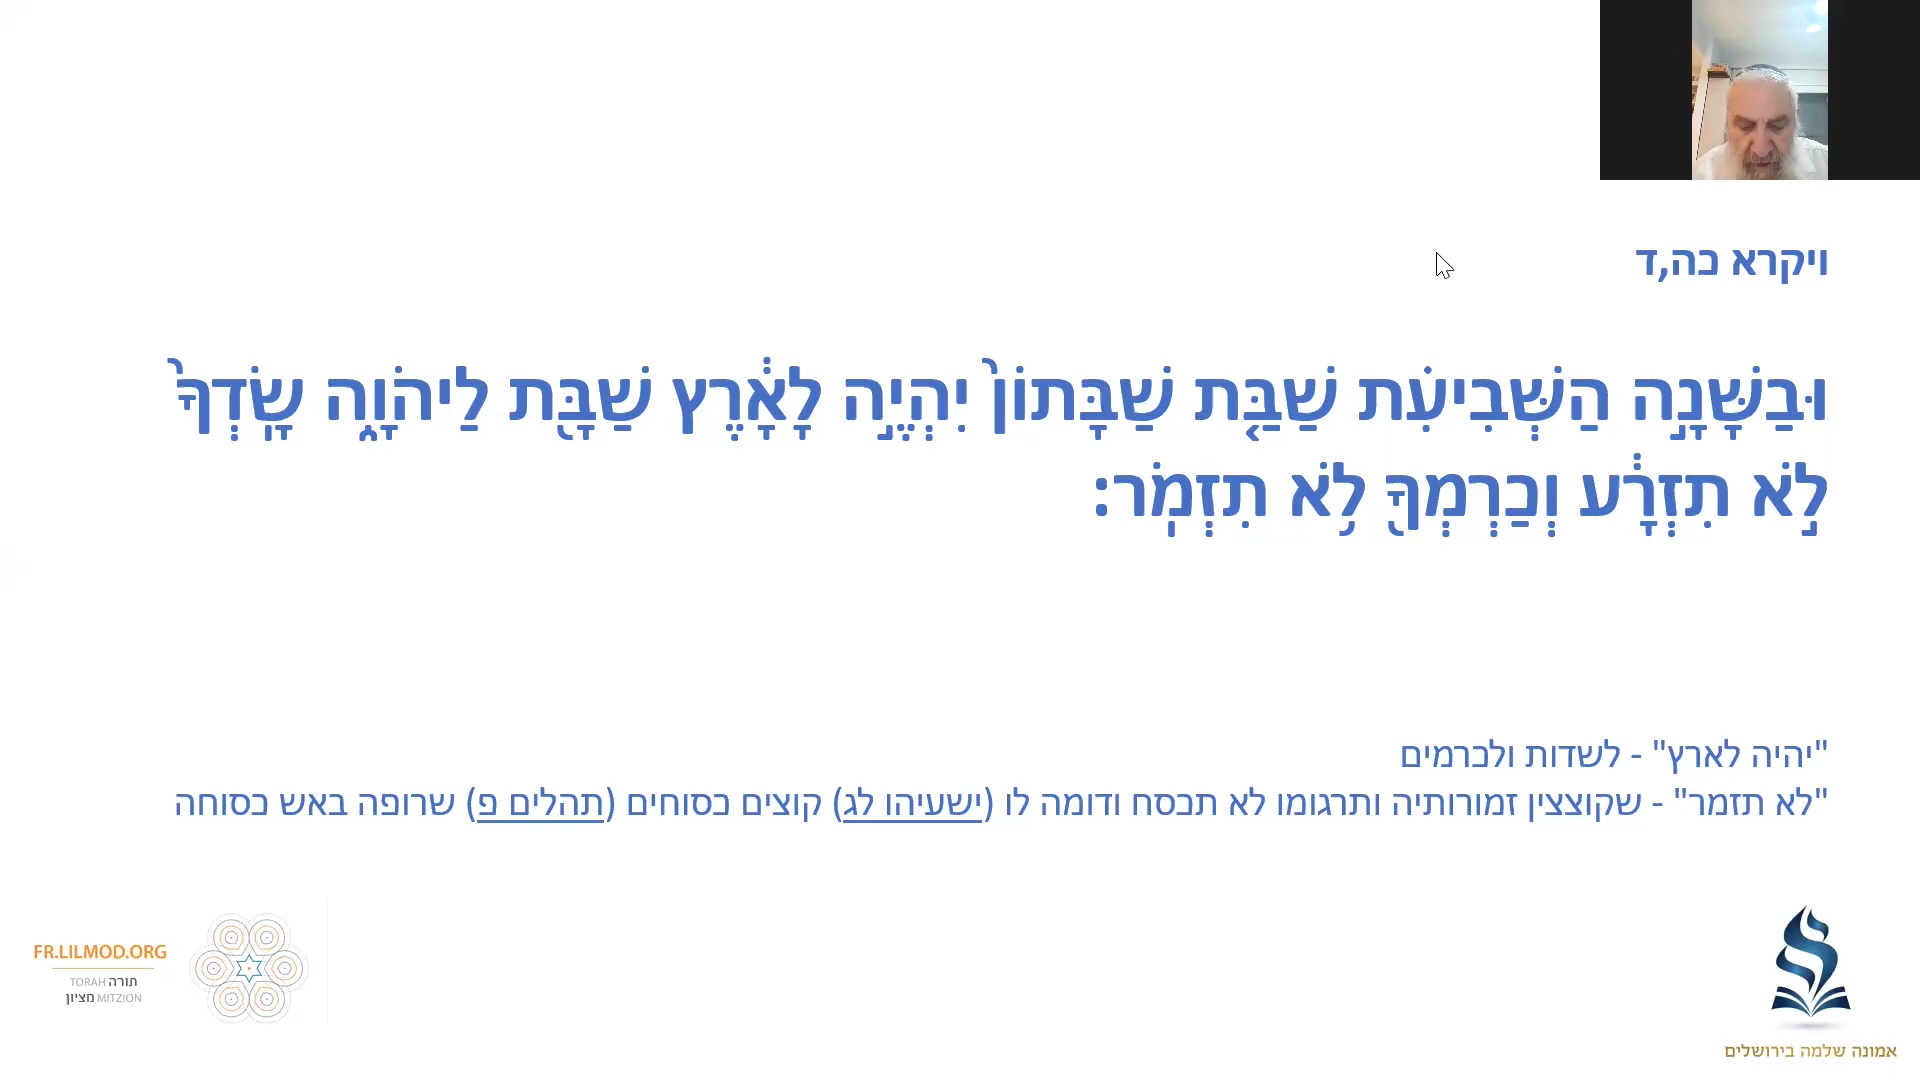 ויקרא כה,ד
וּבַשָּׁנָ֣ה הַשְּׁבִיעִ֗ת שַׁבַּ֤ת שַׁבָּתוֹן֙ יִהְיֶ֣ה לָאָ֔רֶץ שַׁבָּ֖ת לַיהֹוָ֑ה שָֽׂדְךָ֙
לֹ֣א תִזְרָ֔ע וְכַרְמְךָ֖ לֹ֥א תִזְמֹֽר׃
"יהיה לארץ" - לשדות ולכרמים
"לא תזמר" - שקוצצין זמורותיה ותרגומו לא תכסח ודומה לו (ישעיהו לג) קוצים כסוחים (תהלים פ) שרופה באש כסוחה
FR.LILMOD.ORG
TORAH תורה
מציון MITZION
אמונה שלמה בירושלים